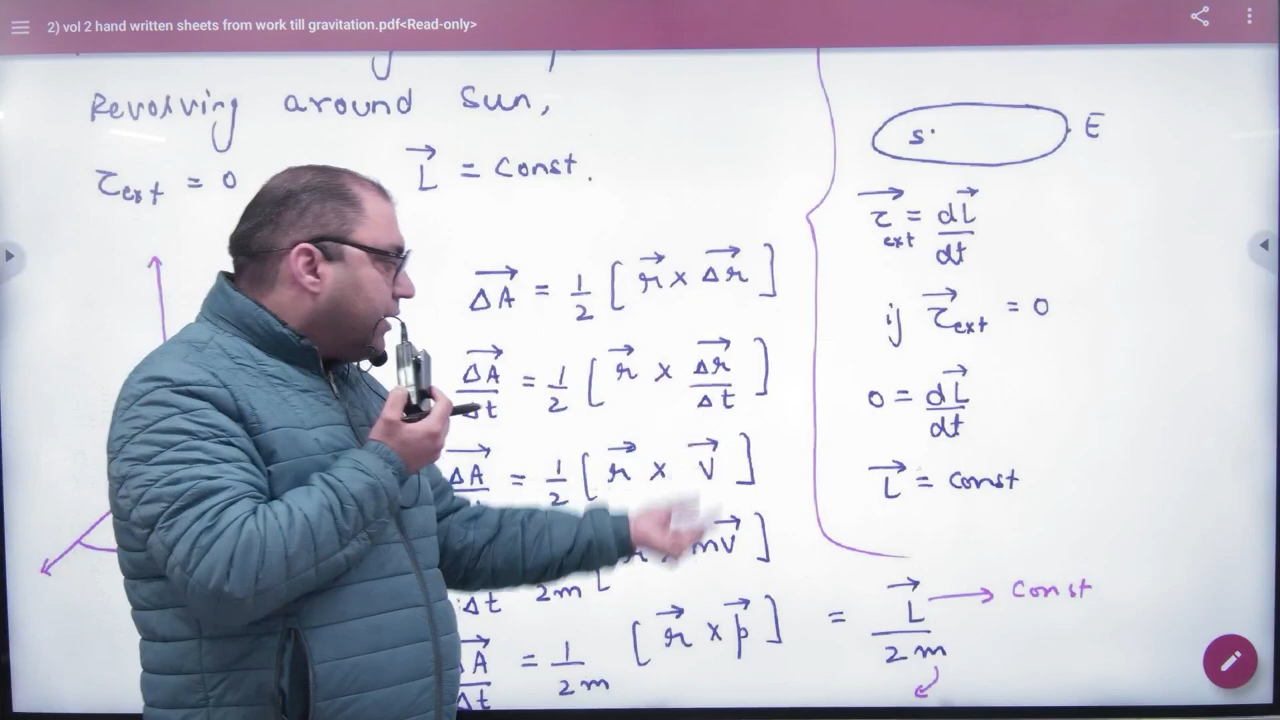 2) vol 2 hand written sheets from work till gravitation.pdf<Read-only>
Revolving around Sun,
τext = 0 L⃗ = Const.
ΔA⃗ = 1/2 [ r⃗ × Δr⃗ ]
ΔA⃗/Δt = 1/2 [ r⃗ × Δr⃗/Δt ]
ΔA⃗ = 1/2 [ r⃗ × v⃗ ]
Δt 2m [ mv⃗ ]
A⃗/Δt = 1/2m [ r⃗ × p⃗ ] = L⃗/2m → Const
S· E
τ⃗ext = dL⃗/dt
if τ⃗ext = 0
0 = dL⃗/dt
L⃗ = Const